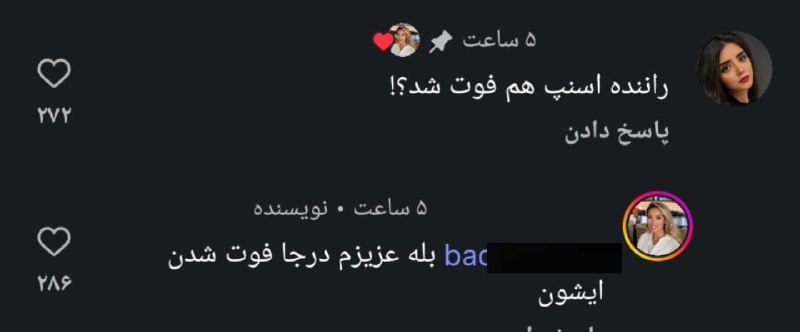 ۵ ساعت
راننده اسنپ هم فوت شد؟!
۲۷۲
پاسخ دادن
۵ ساعت • نویسنده
bac بله عزیزم درجا فوت شدن
ایشون
۲۸۶